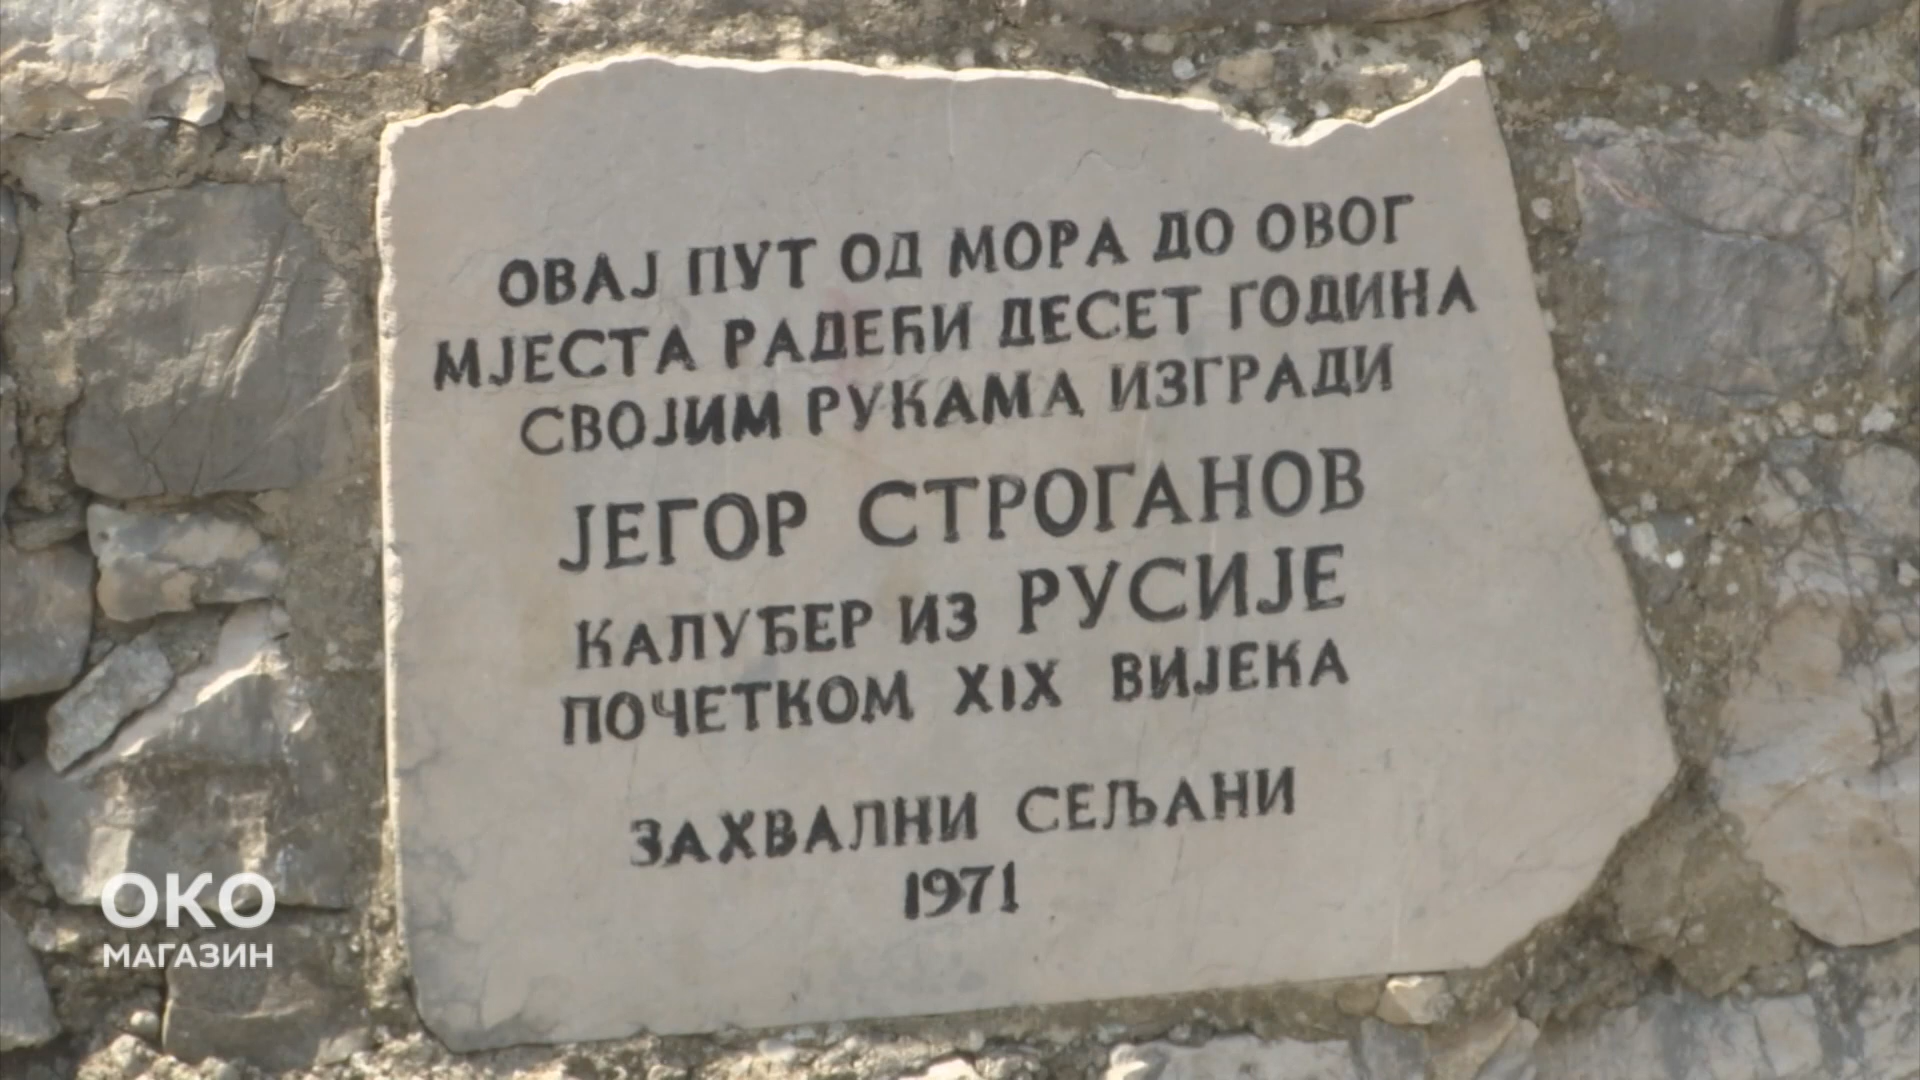 ОВАЈ ПУТ ОД МОРА ДО ОВОГ
МЈЕСТА РАДЕЋИ ДЕСЕТ ГОДИНА
СВОЈИМ РУКАМА ИЗГРАДИ
ЈЕГОР СТРОГАНОВ
КАЛУЂЕР ИЗ РУСИЈЕ
ПОЧЕТКОМ XIX ВИЈЕКА
ЗАХВАЛНИ СЕЉАНИ
1971
ОКО
МАГАЗИН